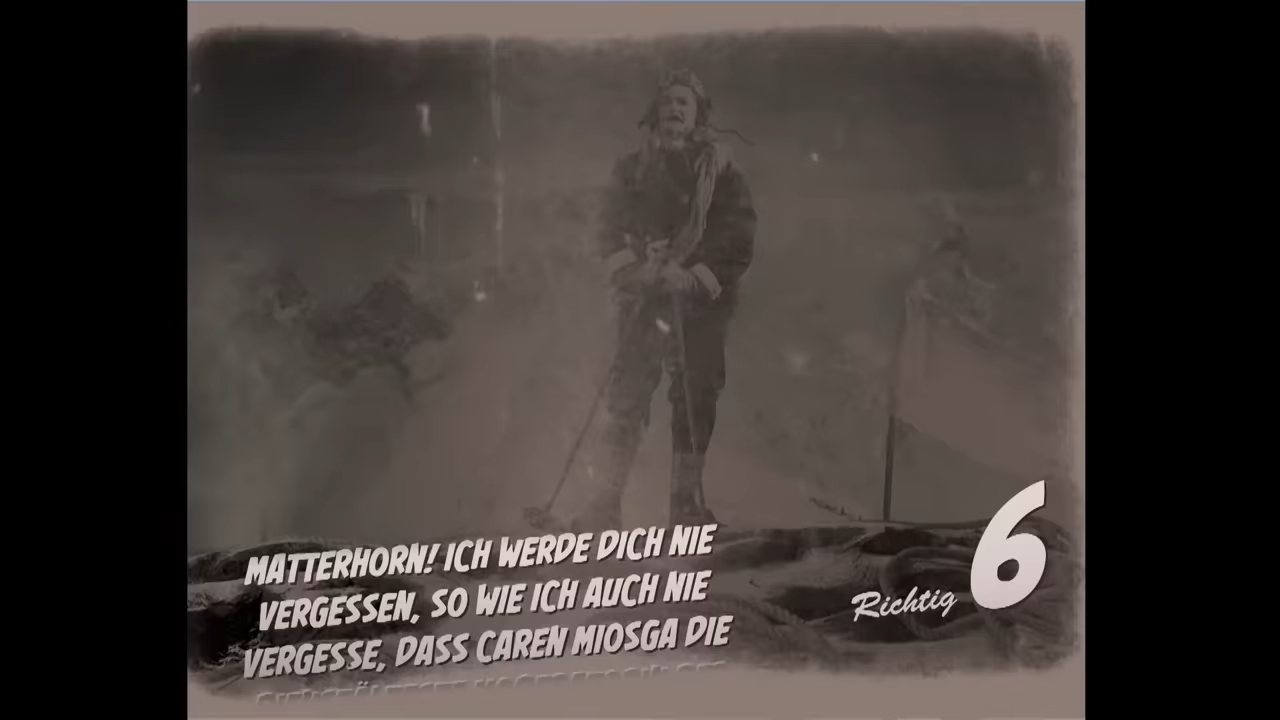 MATTERHORN! ICH WERDE DICH NIE
VERGESSEN, SO WIE ICH AUCH NIE
VERGESSE, DASS CAREN MIOSGA DIE
Richtig 6